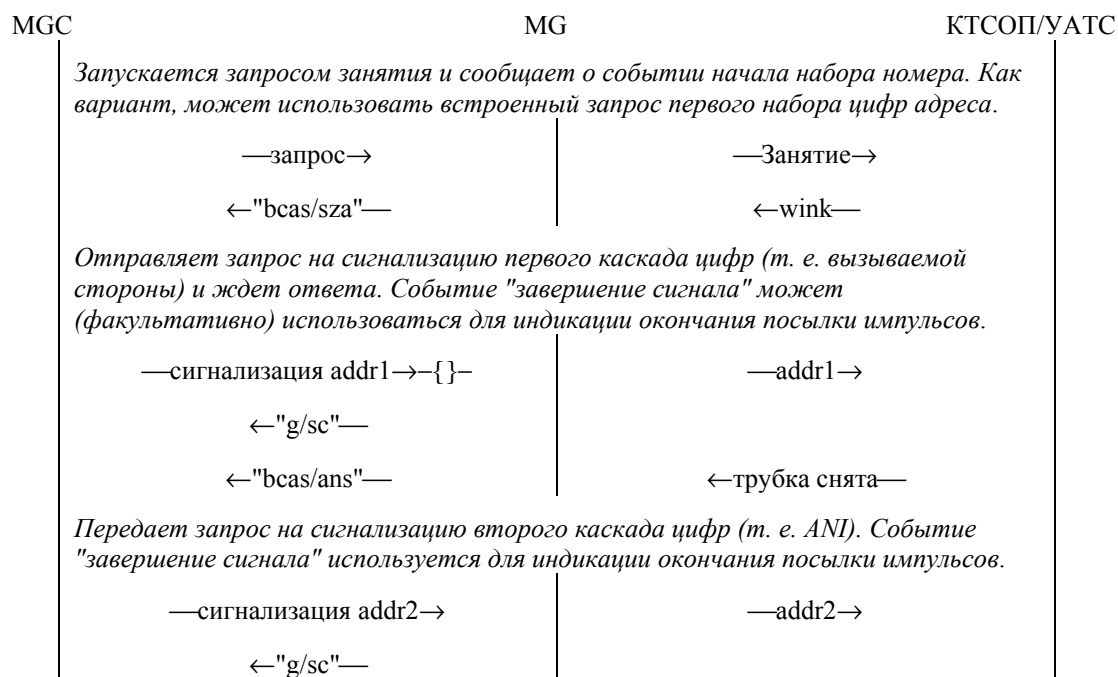 MGC MG КТСОП/УАТС
Запускается запросом занятия и сообщает о событии начала набора номера. Как
вариант, может использовать встроенный запрос первого набора цифр адреса.
—запрос→ —Занятие→
←"bcas/sza"— ←wink—
Отправляет запрос на сигнализацию первого каскада цифр (т. е. вызываемой
стороны) и ждет ответа. Событие "завершение сигнала" может
(факультативно) использоваться для индикации окончания посылки импульсов.
—сигнализация addr1→–{}– —addr1→
←"g/sc"—
←"bcas/ans"— ←трубка снята—
Передает запрос на сигнализацию второго каскада цифр (т. е. ANI). Событие
"завершение сигнала" используется для индикации окончания посылки импульсов.
—сигнализация addr2→ —addr2→
←"g/sc"—